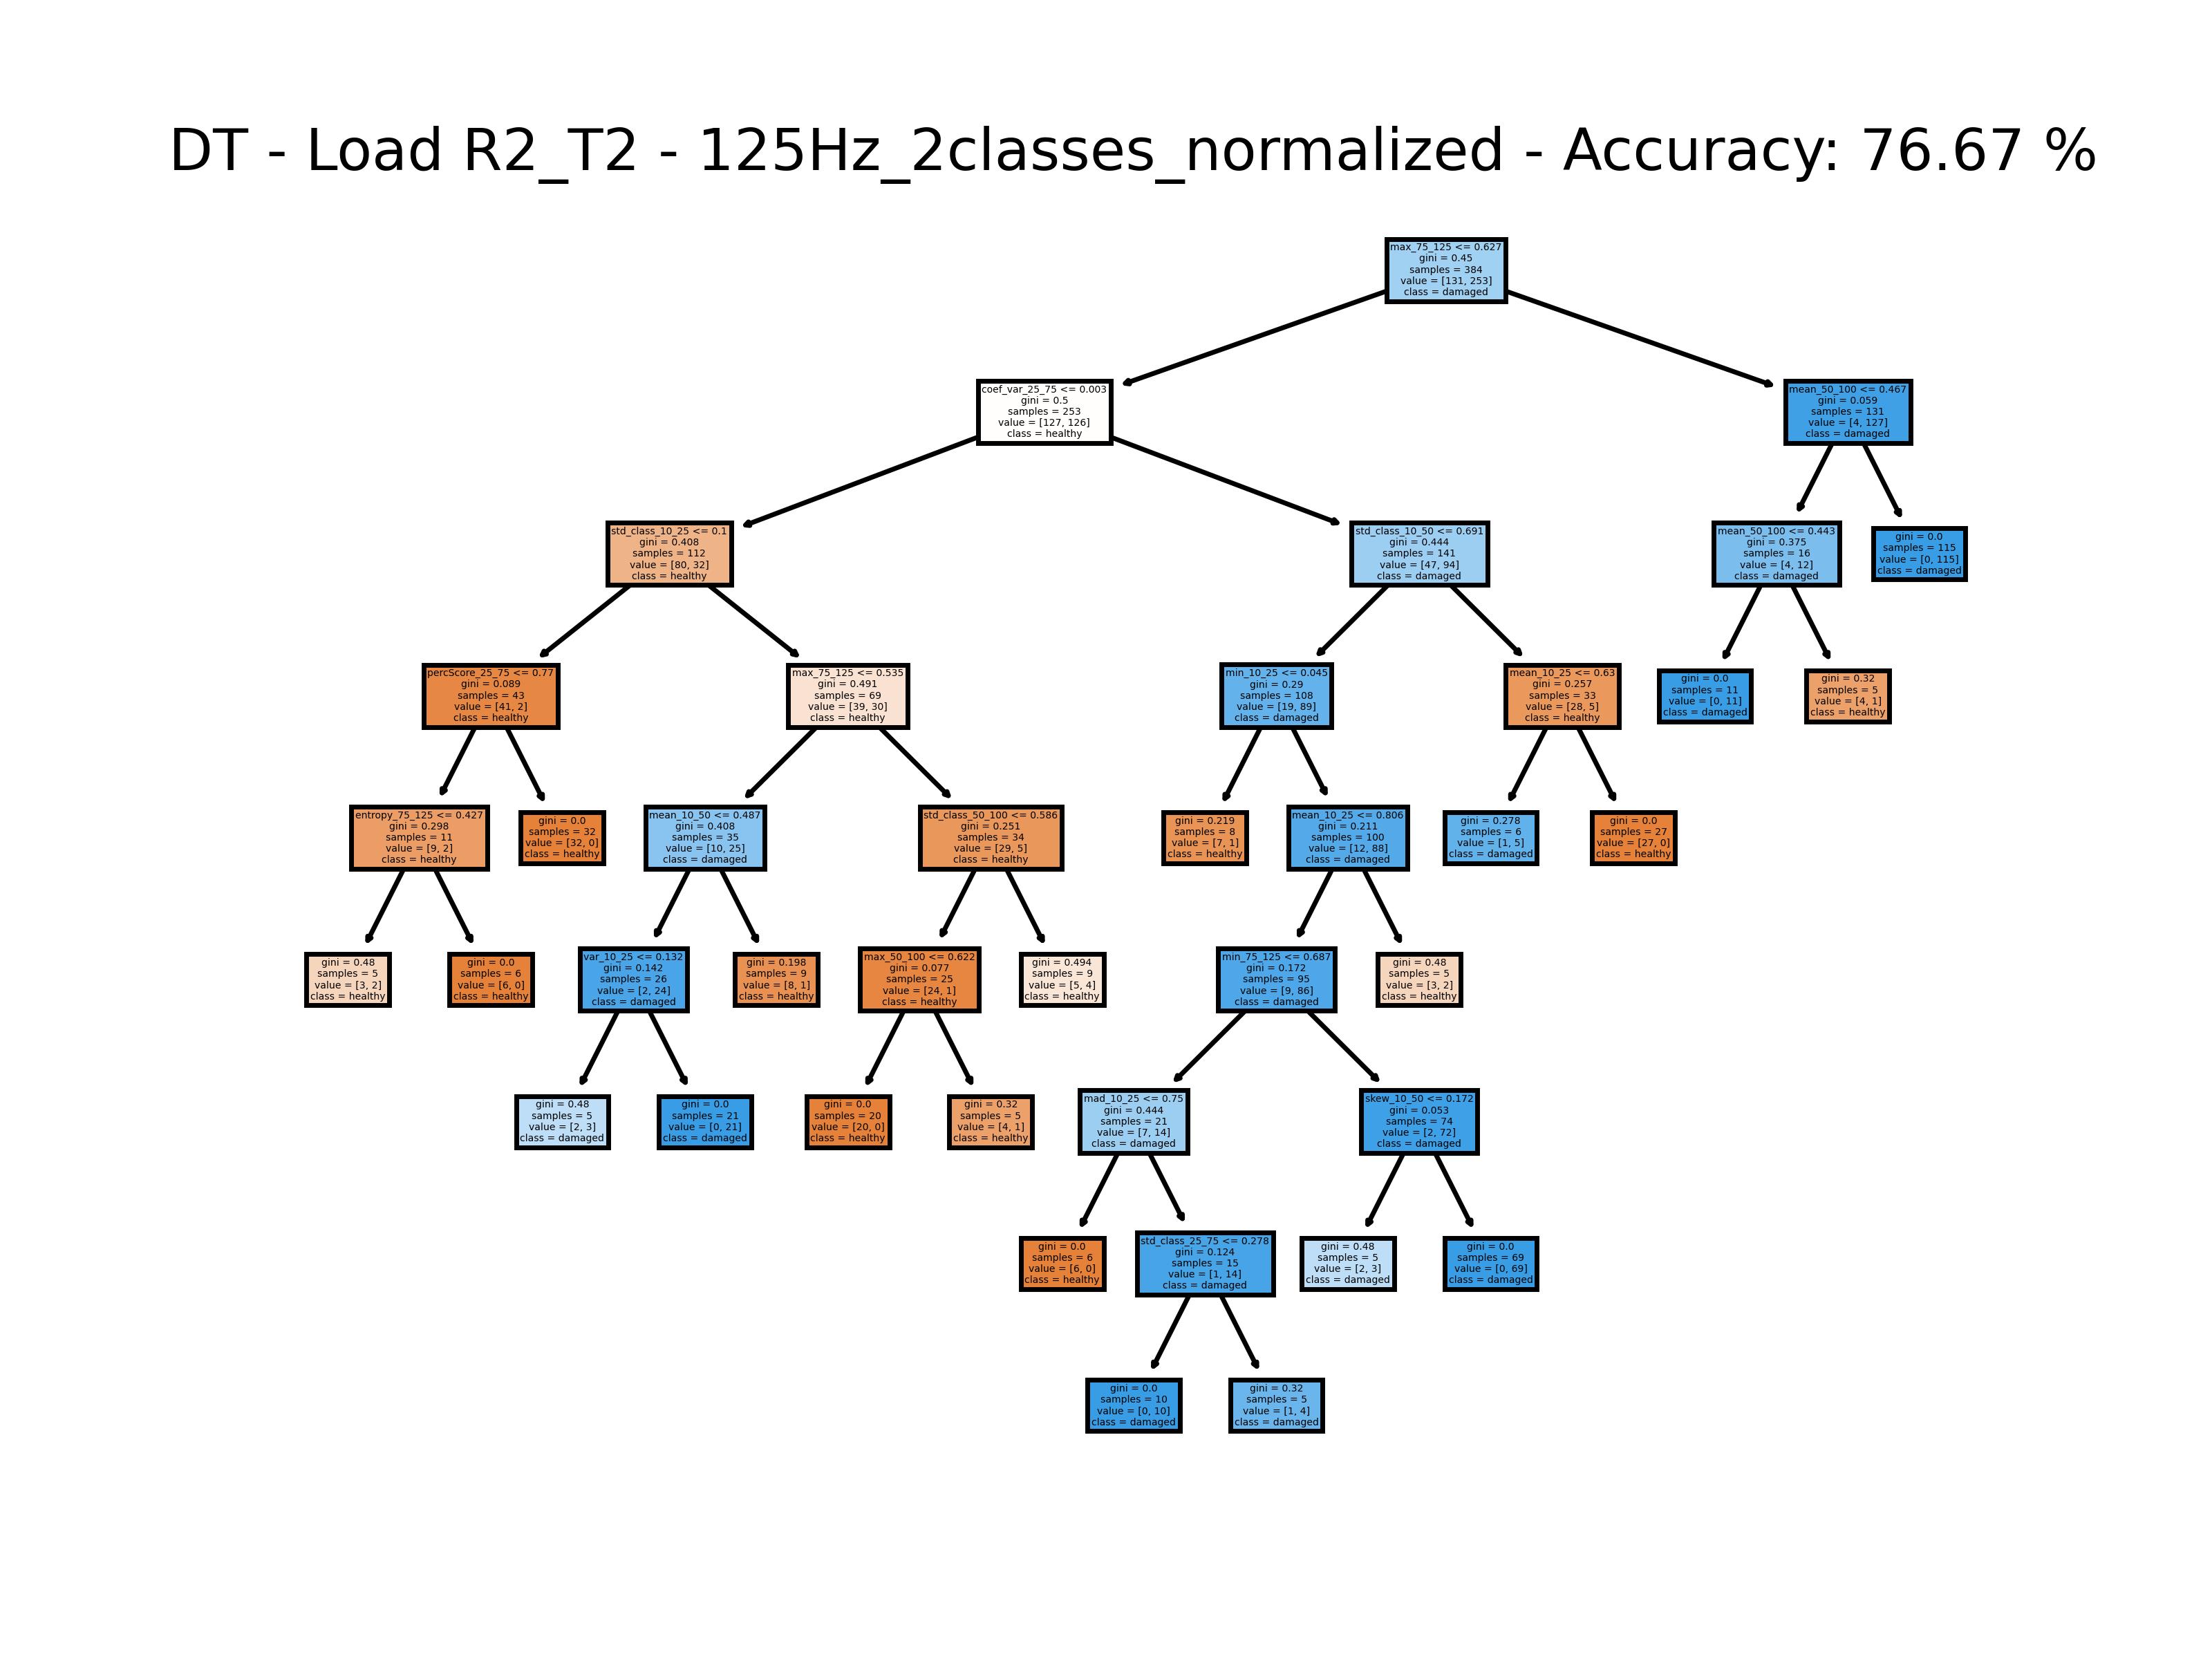 DT - Load R2_T2 - 125Hz_2classes_normalized - Accuracy: 76.67 %
max_75_125 <= 0.627
gini = 0.45
samples = 384
value = [131, 253]
class = damaged
coef_var_25_75 <= 0.003
gini = 0.5
samples = 253
value = [127, 126]
class = healthy
mean_50_100 <= 0.467
gini = 0.059
samples = 131
value = [4, 127]
class = damaged
std_class_10_25 <= 0.1
gini = 0.408
samples = 112
value = [80, 32]
class = healthy
std_class_10_50 <= 0.691
gini = 0.444
samples = 141
value = [47, 94]
class = damaged
mean_50_100 <= 0.443
gini = 0.375
samples = 16
value = [4, 12]
class = damaged
gini = 0.0
samples = 115
value = [0, 115]
class = damaged
percScore_25_75 <= 0.77
gini = 0.089
samples = 43
value = [41, 2]
class = healthy
max_75_125 <= 0.535
gini = 0.491
samples = 69
value = [39, 30]
class = healthy
min_10_25 <= 0.045
gini = 0.29
samples = 108
value = [19, 89]
class = damaged
mean_10_25 <= 0.63
gini = 0.257
samples = 33
value = [28, 5]
class = healthy
gini = 0.0
samples = 11
value = [0, 11]
class = damaged
gini = 0.32
samples = 5
value = [4, 1]
class = healthy
entropy_75_125 <= 0.427
gini = 0.298
samples = 11
value = [9, 2]
class = healthy
gini = 0.0
samples = 32
value = [32, 0]
class = healthy
mean_10_50 <= 0.487
gini = 0.408
samples = 35
value = [10, 25]
class = damaged
std_class_50_100 <= 0.586
gini = 0.251
samples = 34
value = [29, 5]
class = healthy
gini = 0.219
samples = 8
value = [7, 1]
class = healthy
mean_10_25 <= 0.806
gini = 0.211
samples = 100
value = [12, 88]
class = damaged
gini = 0.278
samples = 6
value = [1, 5]
class = damaged
gini = 0.0
samples = 27
value = [27, 0]
class = healthy
gini = 0.48
samples = 5
value = [3, 2]
class = healthy
gini = 0.0
samples = 6
value = [6, 0]
class = healthy
var_10_25 <= 0.132
gini = 0.142
samples = 26
value = [2, 24]
class = damaged
gini = 0.198
samples = 9
value = [8, 1]
class = healthy
max_50_100 <= 0.622
gini = 0.077
samples = 25
value = [24, 1]
class = healthy
gini = 0.494
samples = 9
value = [5, 4]
class = healthy
min_75_125 <= 0.687
gini = 0.172
samples = 95
value = [9, 86]
class = damaged
gini = 0.48
samples = 5
value = [3, 2]
class = healthy
gini = 0.48
samples = 5
value = [2, 3]
class = damaged
gini = 0.0
samples = 21
value = [0, 21]
class = damaged
gini = 0.0
samples = 20
value = [20, 0]
class = healthy
gini = 0.32
samples = 5
value = [4, 1]
class = healthy
mad_10_25 <= 0.75
gini = 0.444
samples = 21
value = [7, 14]
class = damaged
skew_10_50 <= 0.172
gini = 0.053
samples = 74
value = [2, 72]
class = damaged
gini = 0.0
samples = 6
value = [6, 0]
class = healthy
std_class_25_75 <= 0.278
gini = 0.124
samples = 15
value = [1, 14]
class = damaged
gini = 0.48
samples = 5
value = [2, 3]
class = damaged
gini = 0.0
samples = 69
value = [0, 69]
class = damaged
gini = 0.0
samples = 10
value = [0, 10]
class = damaged
gini = 0.32
samples = 5
value = [1, 4]
class = damaged